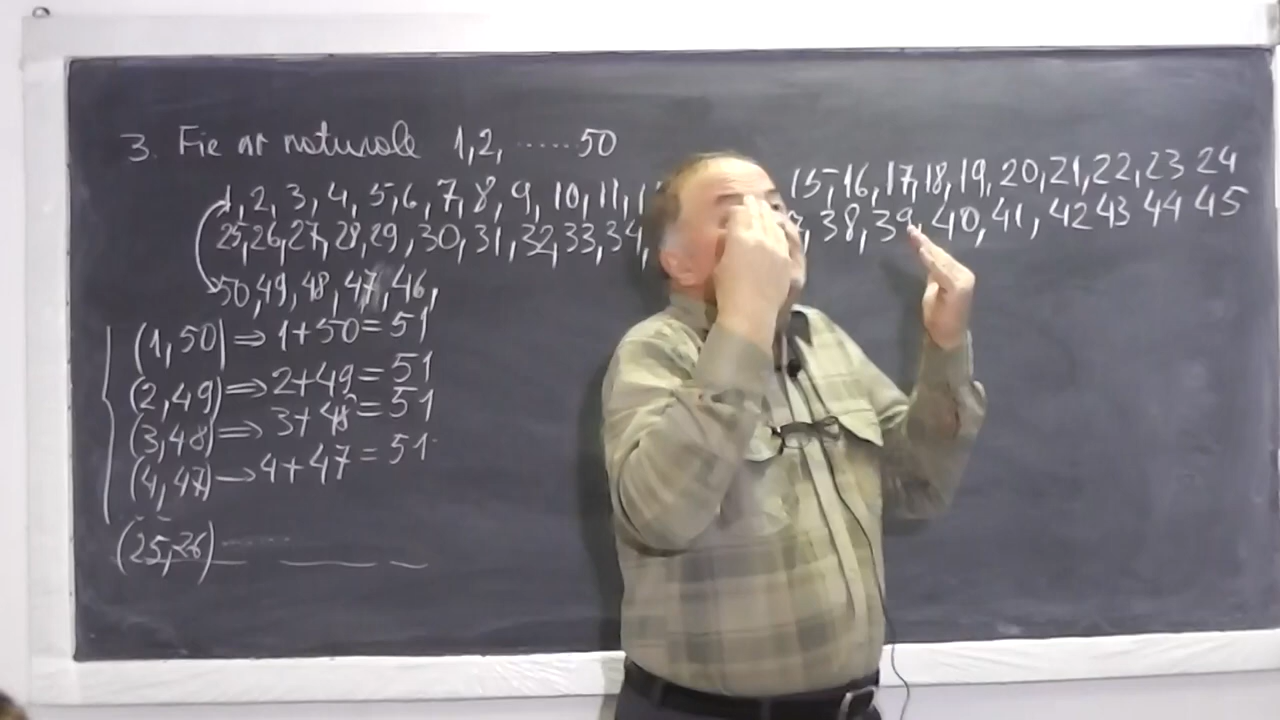 3. Fie nr naturale 1,2, ......50
1, 2, 3, 4, 5, 6, 7, 8, 9, 10, 11, 15, 16, 17, 18, 19, 20, 21, 22, 23 24
25, 26, 27, 28, 29, 30, 31, 32, 33, 34, 38, 39, 40, 41, 42 43 44 45
50, 49, 48, 47, 46,
(1, 50) ⇒ 1+50 = 51
(2, 49) ⇒ 2+49 = 51
(3, 48) ⇒ 3+48 = 51
(4, 47) → 4+47 = 51
(25, 26) ........